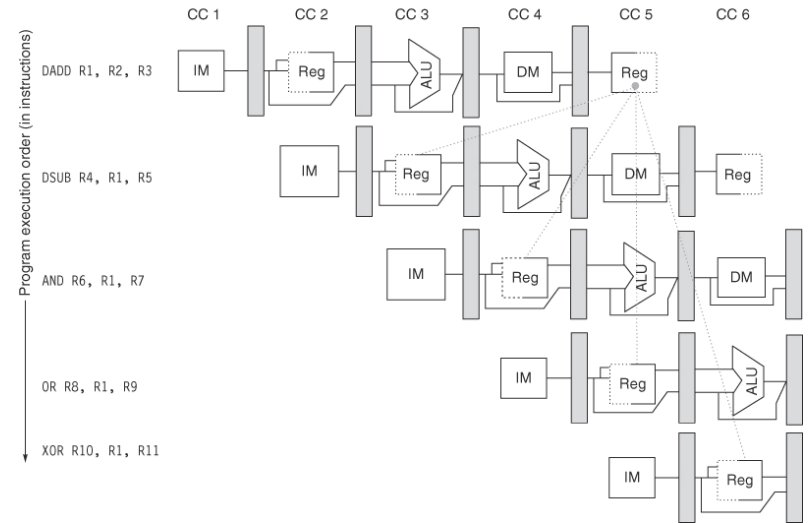 CC 1 CC 2 CC 3 CC 4 CC 5 CC 6
Program execution order (in instructions)
DADD R1, R2, R3 IM Reg ALU DM Reg
DSUB R4, R1, R5 IM Reg ALU DM Reg
AND R6, R1, R7 IM Reg ALU DM
OR R8, R1, R9 IM Reg ALU
XOR R10, R1, R11
IM Reg